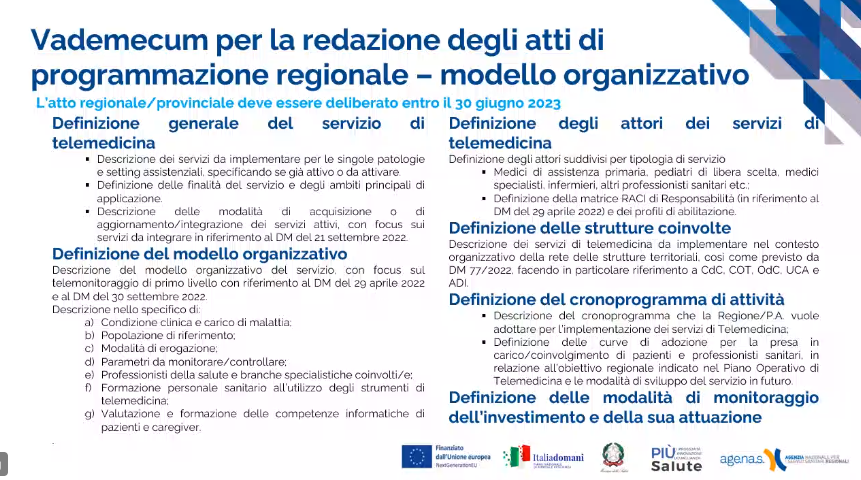 Vademecum per la redazione degli atti di
programmazione regionale – modello organizzativo
L'atto regionale/provinciale deve essere deliberato entro il 30 giugno 2023
Definizione generale del servizio di
telemedicina
▪ Descrizione dei servizi da implementare per le singole patologie
e setting assistenziali, specificando se già attivo o da attivare.
▪ Definizione delle finalità del servizio e degli ambiti principali di
applicazione.
▪ Descrizione delle modalità di acquisizione o di
aggiornamento/integrazione dei servizi attivi, con focus sui
servizi da integrare in riferimento al DM del 21 settembre 2022.
Definizione del modello organizzativo
Descrizione del modello organizzativo del servizio, con focus sul
telemonitoraggio di primo livello con riferimento al DM del 29 aprile 2022
e al DM del 30 settembre 2022.
Descrizione nello specifico di:
a) Condizione clinica e carico di malattia;
b) Popolazione di riferimento;
c) Modalità di erogazione;
d) Parametri da monitorare/controllare;
e) Professionisti della salute e branche specialistiche coinvolti/e;
f) Formazione personale sanitario all'utilizzo degli strumenti di
telemedicina;
g) Valutazione e formazione delle competenze informatiche di
pazienti e caregiver.
Definizione degli attori dei servizi di
telemedicina
Definizione degli attori suddivisi per tipologia di servizio
▪ Medici di assistenza primaria, pediatri di libera scelta, medici
specialisti, infermieri, altri professionisti sanitari etc.;
▪ Definizione della matrice RACI di Responsabilità (in riferimento al
DM del 29 aprile 2022) e dei profili di abilitazione.
Definizione delle strutture coinvolte
Descrizione dei servizi di telemedicina da implementare nel contesto
organizzativo della rete delle strutture territoriali, così come previsto da
DM 77/2022, facendo in particolare riferimento a CdC, COT, OdC, UCA e
ADI.
Definizione del cronoprogramma di attività
▪ Descrizione del cronoprogramma che la Regione/P.A. vuole
adottare per l'implementazione dei servizi di Telemedicina;
▪ Definizione delle curve di adozione per la presa in
carico/coinvolgimento di pazienti e professionisti sanitari, in
relazione all'obiettivo regionale indicato nel Piano Operativo di
Telemedicina e le modalità di sviluppo del servizio in futuro.
Definizione delle modalità di monitoraggio
dell'investimento e della sua attuazione
Finanziato
dall'Unione europea
NextGenerationEU
Italiadomani
PIÙ
Salute
age.na.s.
AGENZIA NAZIONALE PER
I SERVIZI SANITARI REGIONALI